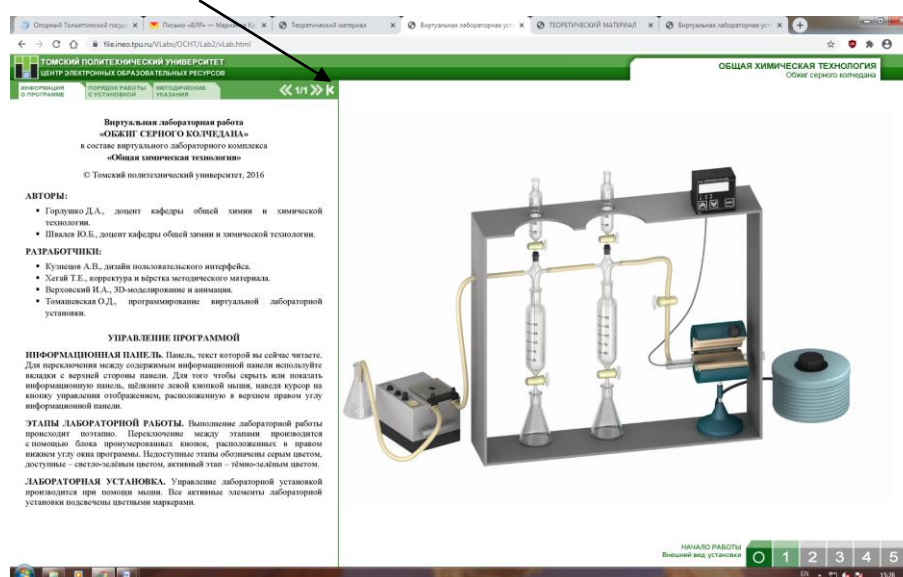 Опорный Тольяттинский госуда
Письмо «ВЛР» — Марь
Теоретический материал
Виртуальная лабораторная уст
ТЕОРЕТИЧЕСКИЙ МАТЕРИАЛ
Виртуальная лабораторная уст
file.ineo.tpu.ru/VLabs/OCHT/Lab2/vLab.html
ТОМСКИЙ ПОЛИТЕХНИЧЕСКИЙ УНИВЕРСИТЕТ
ЦЕНТР ЭЛЕКТРОННЫХ ОБРАЗОВАТЕЛЬНЫХ РЕСУРСОВ
ОБЩАЯ ХИМИЧЕСКАЯ ТЕХНОЛОГИЯ
Обжиг серного колчедана
ИНФОРМАЦИЯ О ПРОГРАММЕ
ПОРЯДОК РАБОТЫ С УСТАНОВКОЙ
МЕТОДИЧЕСКИЕ УКАЗАНИЯ
1/1
Виртуальная лабораторная работа
«ОБЖИГ СЕРНОГО КОЛЧЕДАНА»
в составе виртуального лабораторного комплекса
«Общая химическая технология»
© Томский политехнический университет, 2016
АВТОРЫ:
▪ Горлушко Д.А., доцент кафедры общей химии и химической
технологии.
▪ Швалев Ю.Б., доцент кафедры общей химии и химической технологии.
РАЗРАБОТЧИКИ:
▪ Кузнецов А.В., дизайн пользовательского интерфейса.
▪ Хегай Т.Е., корректура и вёрстка методического материала.
▪ Верховский И.А., 3D-моделирование и анимация.
▪ Томашевская О.Д., программирование виртуальной лабораторной
установки.
УПРАВЛЕНИЕ ПРОГРАММОЙ
ИНФОРМАЦИОННАЯ ПАНЕЛЬ. Панель, текст которой вы сейчас читаете.
Для переключения между содержимым информационной панели используйте
вкладки с верхней стороны панели. Для того чтобы скрыть или показать
информационную панель, щёлкните левой кнопкой мыши, наведя курсор на
кнопку управления отображением, расположенную в верхнем правом углу
информационной панели.
ЭТАПЫ ЛАБОРАТОРНОЙ РАБОТЫ. Выполнение лабораторной работы
происходит поэтапно. Переключение между этапами производится
с помощью блока пронумерованных кнопок, расположенных в правом
нижнем углу окна программы. Недоступные этапы обозначены серым цветом,
доступные – светло-зелёным цветом, активный этап – тёмно-зелёным цветом.
ЛАБОРАТОРНАЯ УСТАНОВКА. Управление лабораторной установкой
производится при помощи мыши. Все активные элементы лабораторной
установки подсвечены цветными маркерами.
НАЧАЛО РАБОТЫ
Внешний вид установки
0 1 2 3 4 5
EN 15:28